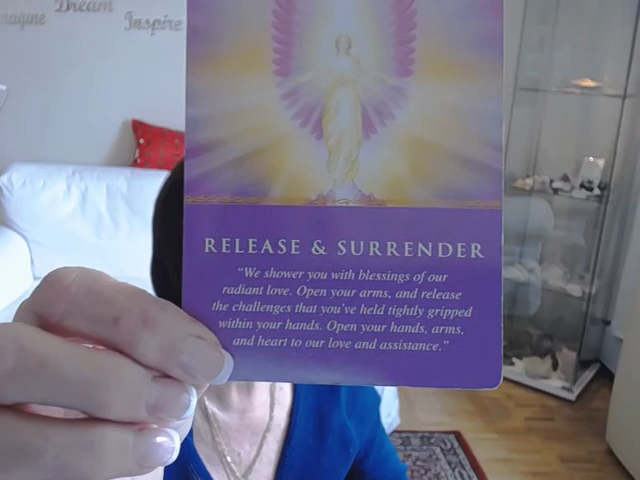 Dream
Inspire
RELEASE & SURRENDER
"We shower you with blessings of our
radiant love. Open your arms, and release
the challenges that you've held tightly gripped
within your hands. Open your hands, arms,
and heart to our love and assistance."